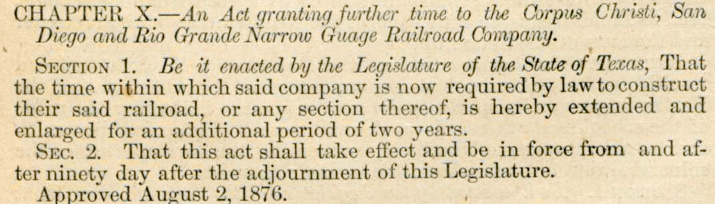 CHAPTER X.—An Act granting further time to the Corpus Christi, San
Diego and Rio Grande Narrow Guage Railroad Company.
SECTION 1. Be it enacted by the Legislature of the State of Texas, That
the time within which said company is now required by law to construct
their said railroad, or any section thereof, is hereby extended and
enlarged for an additional period of two years.
SEC. 2. That this act shall take effect and be in force from and af-
ter ninety day after the adjournment of this Legislature.
Approved August 2, 1876.